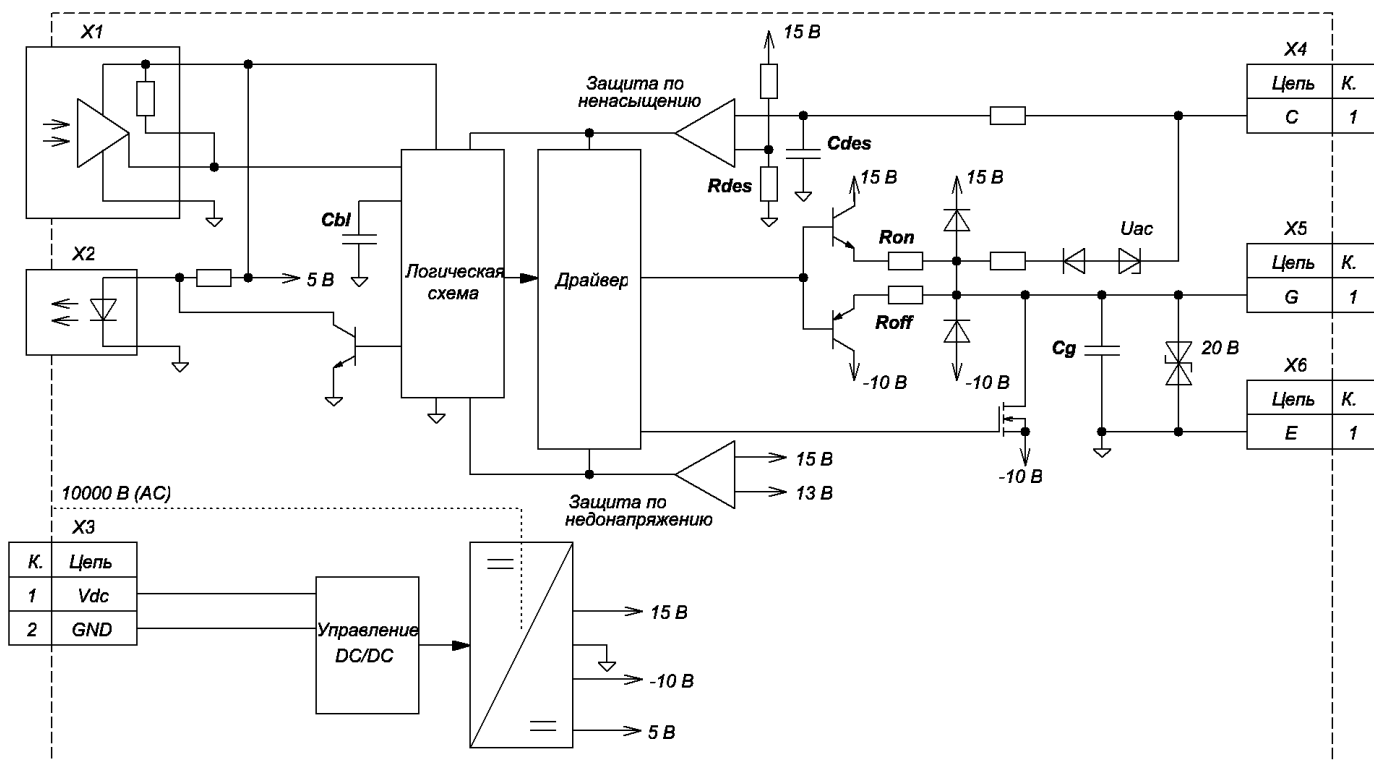 X1
15 В
X4
Защита по
ненасыщению
Цепь К.
C 1
Cdes
Rdes
15 В
15 В
Cbl
Ron
Uac
X5
X2
Цепь К.
5 В
Логическая
схема
Драйвер
G 1
Roff
Cg
20 В
X6
-10 В
-10 В
Цепь К.
E 1
15 В
-10 В
13 В
10000 В (AC)
Защита по
недонапряжению
X3
К. Цепь
1 Vdc
2 GND
15 В
Управление
DC/DC
-10 В
5 В